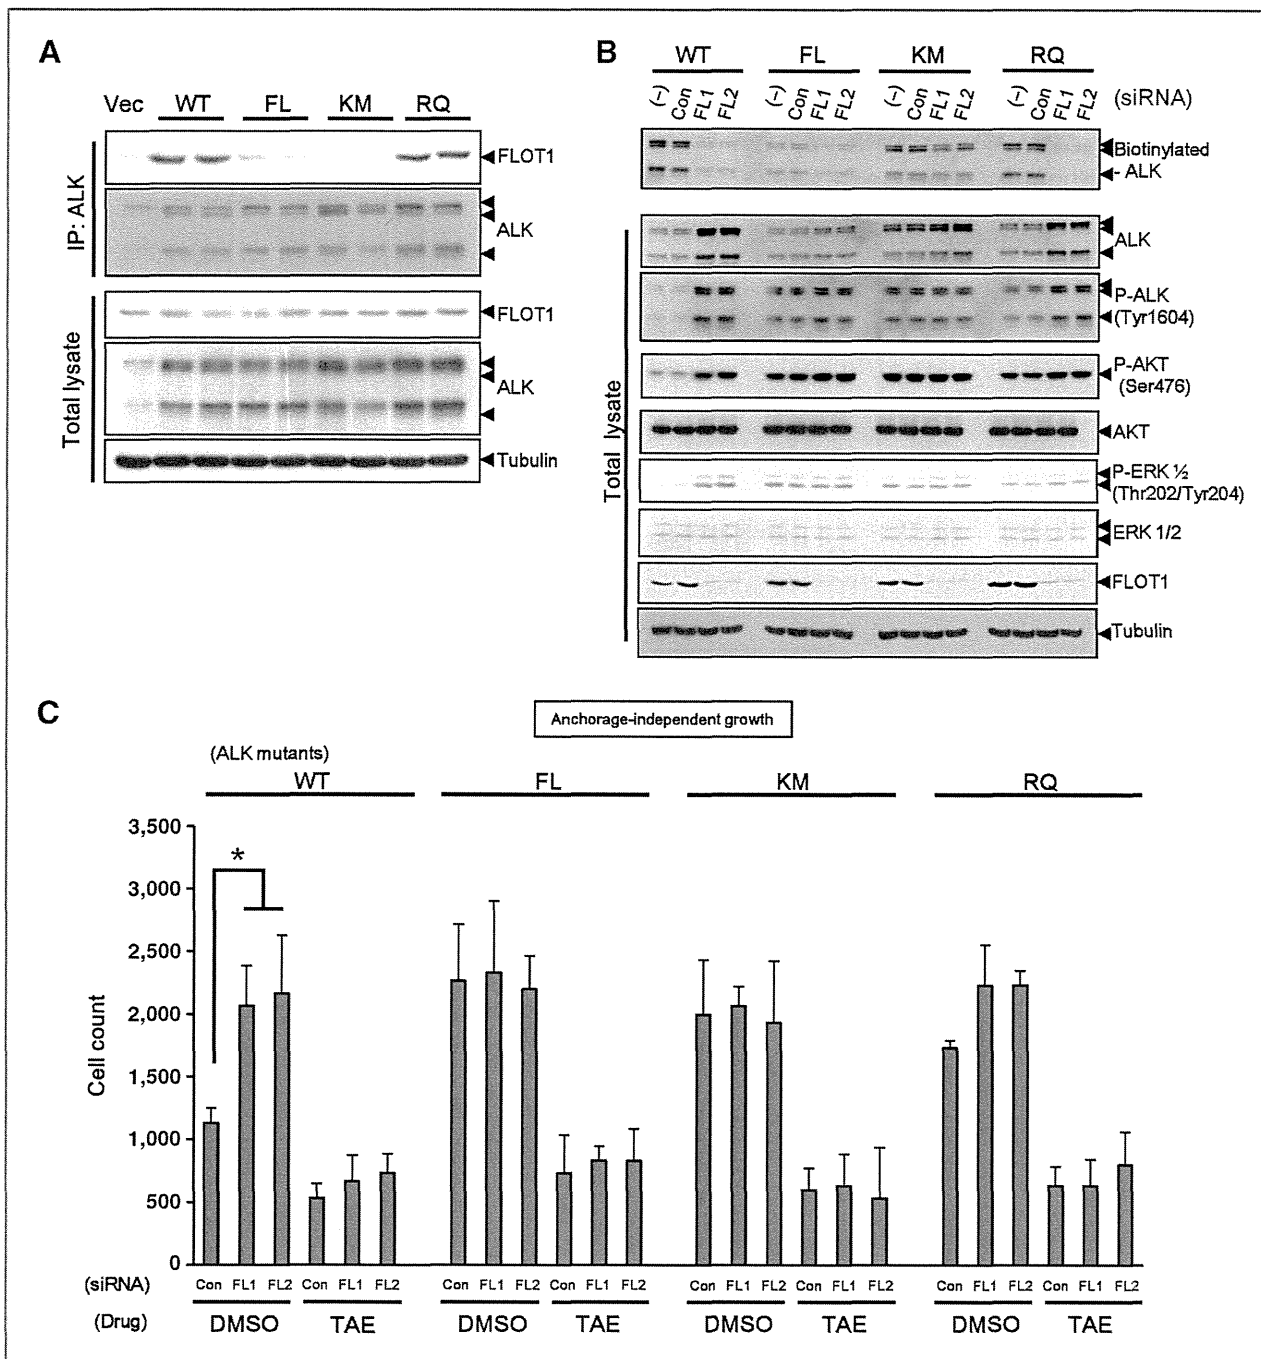 A
Vec WT FL KM RQ
IP: ALK
FLOT1
ALK
Total lysate
FLOT1
ALK
Tubulin
B
WT FL KM RQ
(-) Con FL1 FL2 (-) Con FL1 FL2 (-) Con FL1 FL2 (-) Con FL1 FL2 (siRNA)
Biotinylated
- ALK
Total lysate
ALK
P-ALK
(Tyr1604)
P-AKT
(Ser476)
AKT
P-ERK ½
(Thr202/Tyr204)
ERK 1/2
FLOT1
Tubulin
C
Anchorage-independent growth
(ALK mutants)
WT FL KM RQ
Cell count
3,500
3,000
2,500
2,000
1,500
1,000
500
0
*
(siRNA) Con FL1 FL2 Con FL1 FL2 Con FL1 FL2 Con FL1 FL2 Con FL1 FL2 Con FL1 FL2 Con FL1 FL2 Con FL1 FL2
(Drug) DMSO TAE DMSO TAE DMSO TAE DMSO TAE